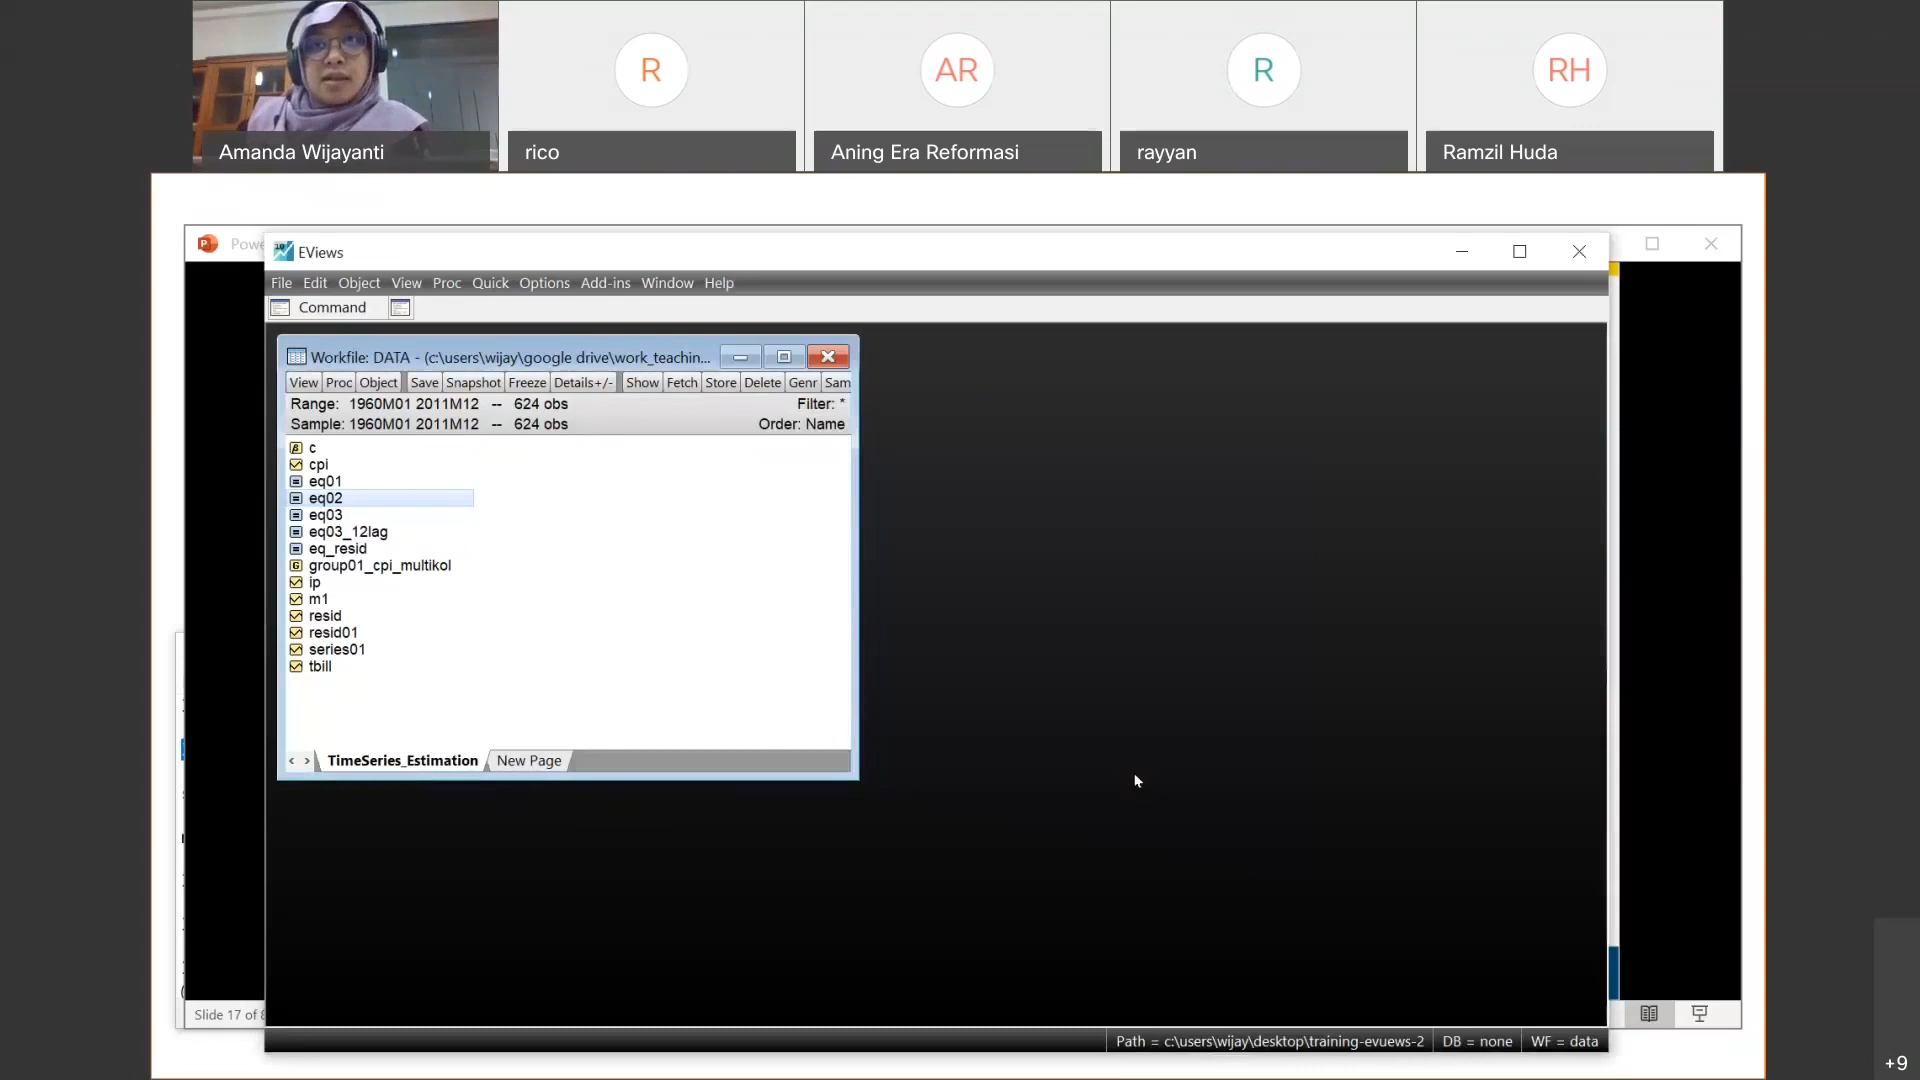 R
AR
R
RH
Amanda Wijayanti
rico
Aning Era Reformasi
rayyan
Ramzil Huda
EViews
File Edit Object View Proc Quick Options Add-ins Window Help
Command
Workfile: DATA - (c:\users\wijay\google drive\work_teachin...
View Proc Object Save Snapshot Freeze Details+/- Show Fetch Store Delete Genr Sam
Range: 1960M01 2011M12 -- 624 obs
Filter: *
Sample: 1960M01 2011M12 -- 624 obs
Order: Name
c
cpi
eq01
eq02
eq03
eq03_12lag
eq_resid
group01_cpi_multikol
ip
m1
resid
resid01
series01
tbill
TimeSeries_Estimation
New Page
Slide 17 of
Path = c:\users\wijay\desktop\training-evuews-2 DB = none WF = data
+9